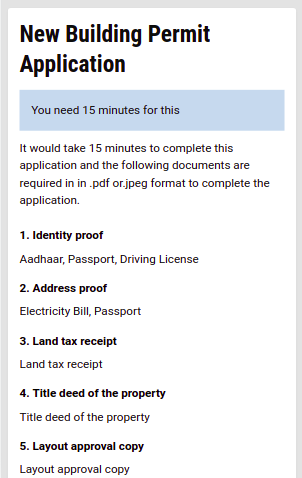 New Building Permit
Application
You need 15 minutes for this
It would take 15 minutes to complete this
application and the following documents are
required in in .pdf or.jpeg format to complete the
application.
1. Identity proof
Aadhaar, Passport, Driving License
2. Address proof
Electricity Bill, Passport
3. Land tax receipt
Land tax receipt
4. Title deed of the property
Title deed of the property
5. Layout approval copy
Layout approval copy